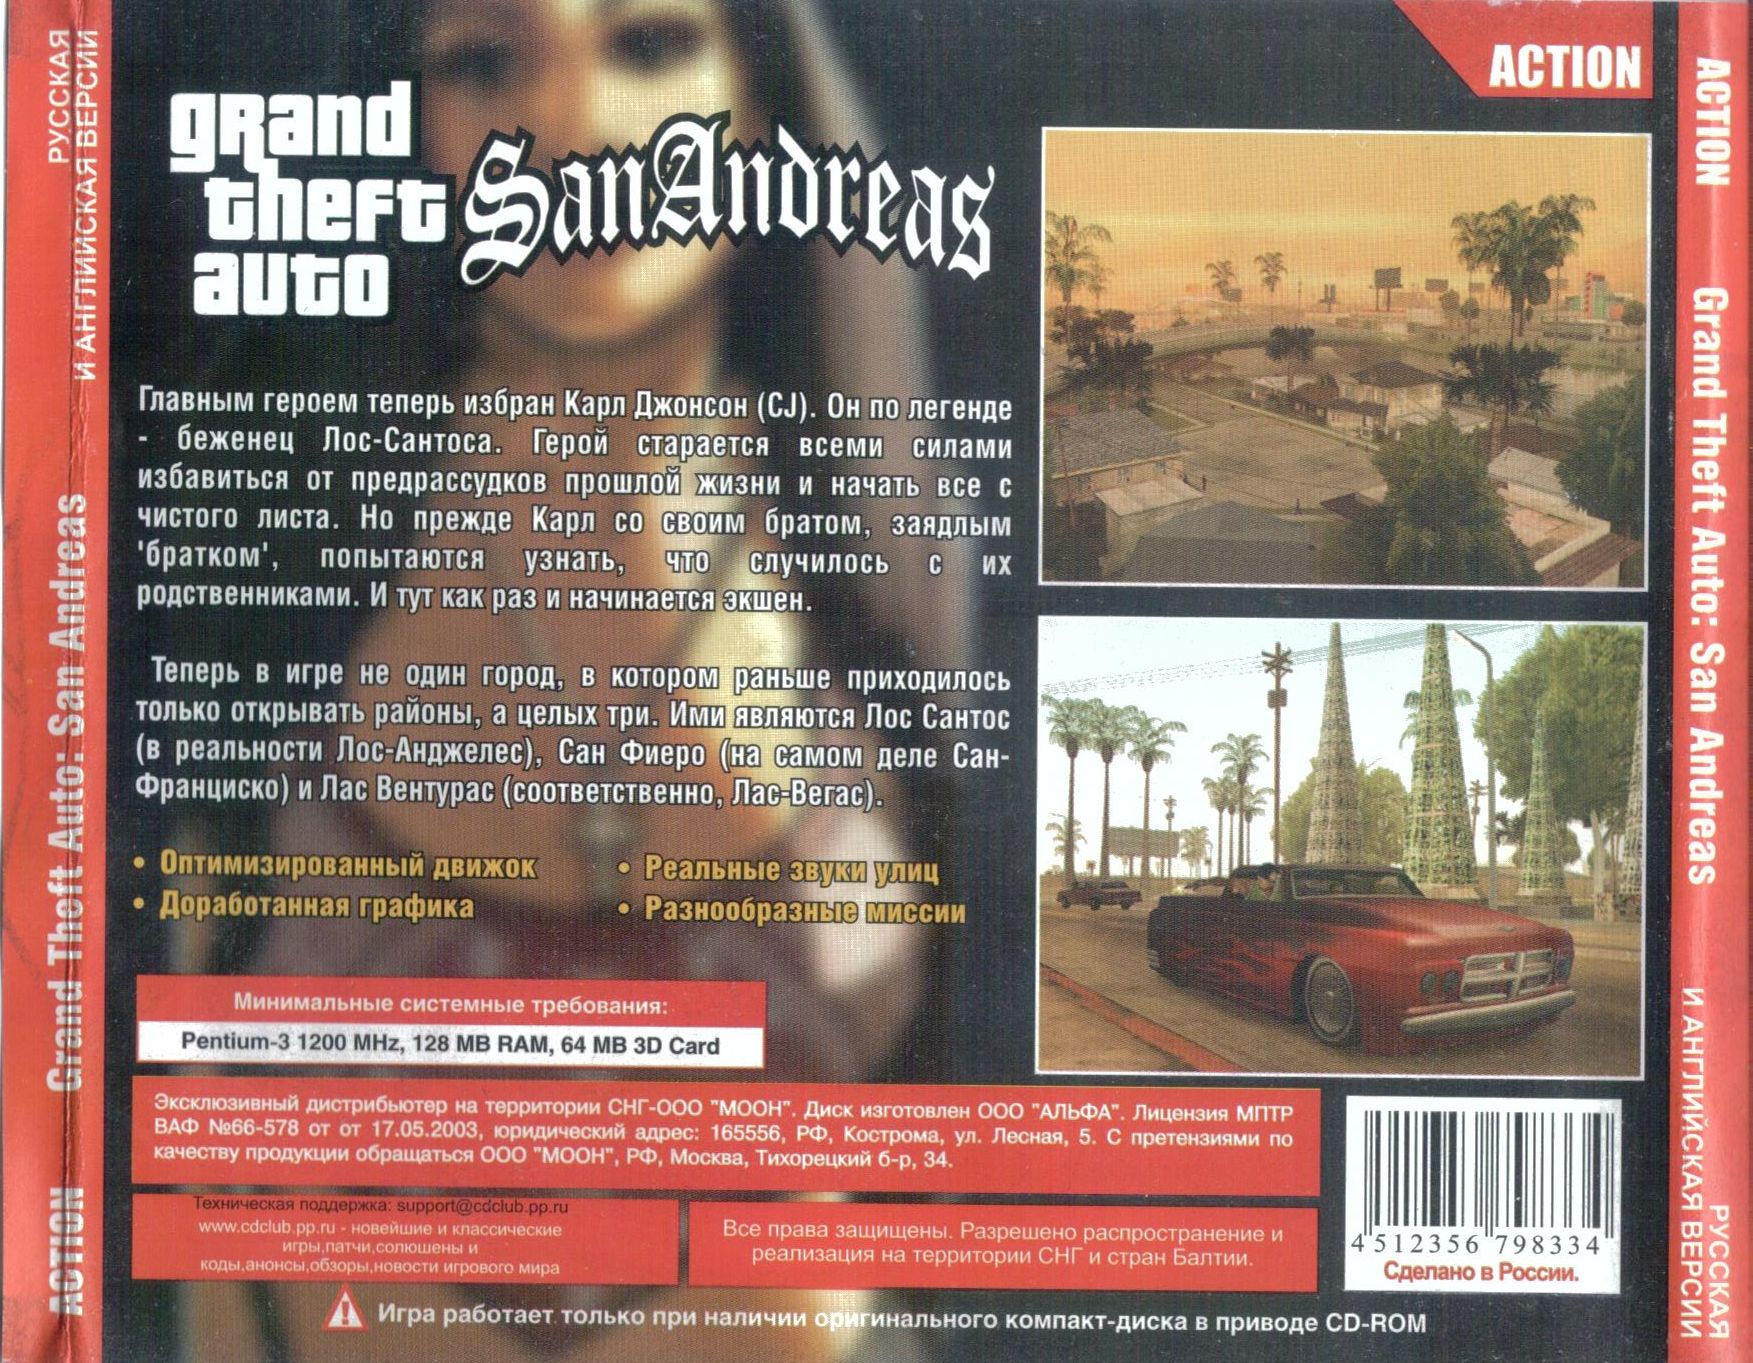 РУССКАЯ
И АНГЛИЙСКАЯ ВЕРСИИ
Grand Theft Auto: San Andreas
ACTION
grand
theft
auto
San Andreas
ACTION
Главным героем теперь избран Карл Джонсон (CJ). Он по легенде
- беженец Лос-Сантоса. Герой старается всеми силами
избавиться от предрассудков прошлой жизни и начать все с
чистого листа. Но прежде Карл со своим братом, заядлым
'братком', попытаются узнать, что случилось с их
родственниками. И тут как раз и начинается экшен.
Теперь в игре не один город, в котором раньше приходилось
только открывать районы, а целых три. Ими являются Лос Сантос
(в реальности Лос-Анджелес), Сан Фиеро (на самом деле Сан-
Франциско) и Лас Вентурас (соответственно, Лас-Вегас).
• Оптимизированный движок
• Доработанная графика
• Реальные звуки улиц
• Разнообразные миссии
Минимальные системные требования:
Pentium-3 1200 MHz, 128 MB RAM, 64 MB 3D Card
Эксклюзивный дистрибьютер на территории СНГ-ООО "МООН". Диск изготовлен ООО "АЛЬФА". Лицензия МПТР
ВАФ №66-578 от от 17.05.2003, юридический адрес: 165556, РФ, Кострома, ул. Лесная, 5. С претензиями по
качеству продукции обращаться ООО "МООН", РФ, Москва, Тихорецкий б-р, 34.
Техническая поддержка: support@cdclub.pp.ru
www.cdclub.pp.ru - новейшие и классические
игры,патчи,солюшены и
коды,анонсы,обзоры,новости игрового мира
Все права защищены. Разрешено распространение и
реализация на территории СНГ и стран Балтии.
4 512356 798334
Сделано в России.
Игра работает только при наличии оригинального компакт-диска в приводе CD-ROM
ACTION
Grand Theft Auto: San Andreas
РУССКАЯ
И АНГЛИЙСКАЯ ВЕРСИИ